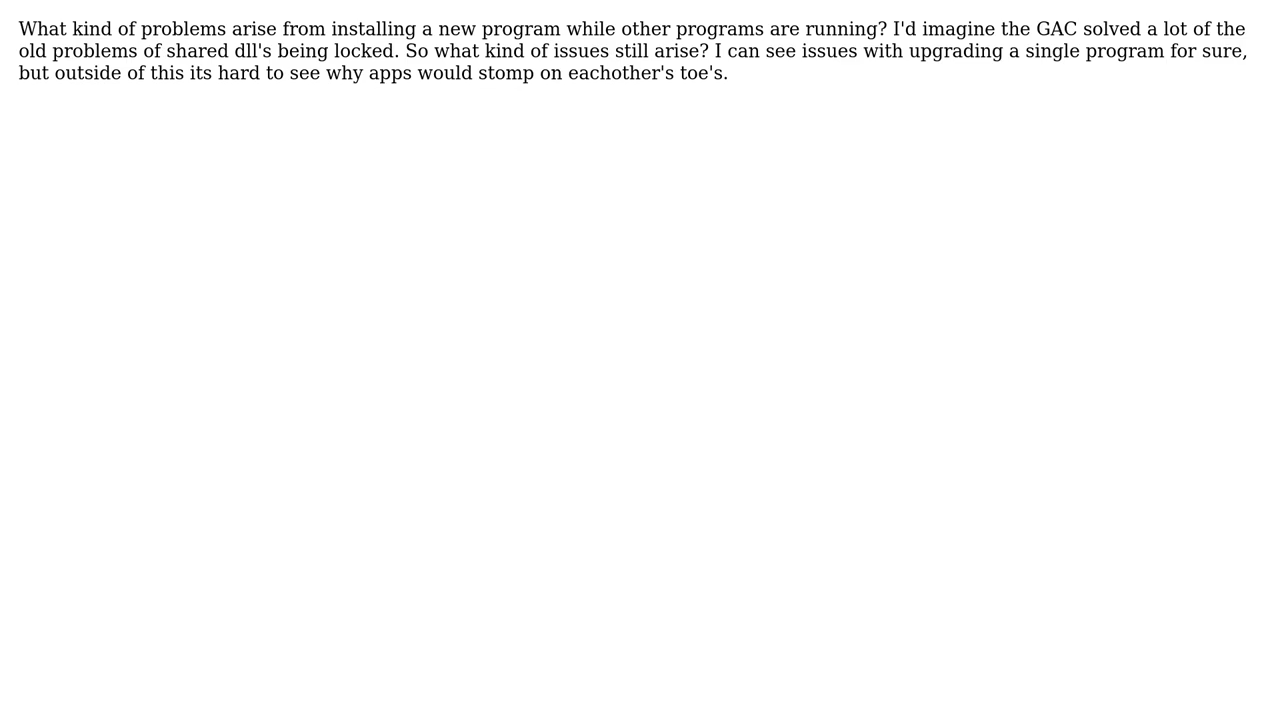 What kind of problems arise from installing a new program while other programs are running? I'd imagine the GAC solved a lot of the
old problems of shared dll's being locked. So what kind of issues still arise? I can see issues with upgrading a single program for sure,
but outside of this its hard to see why apps would stomp on eachother's toe's.